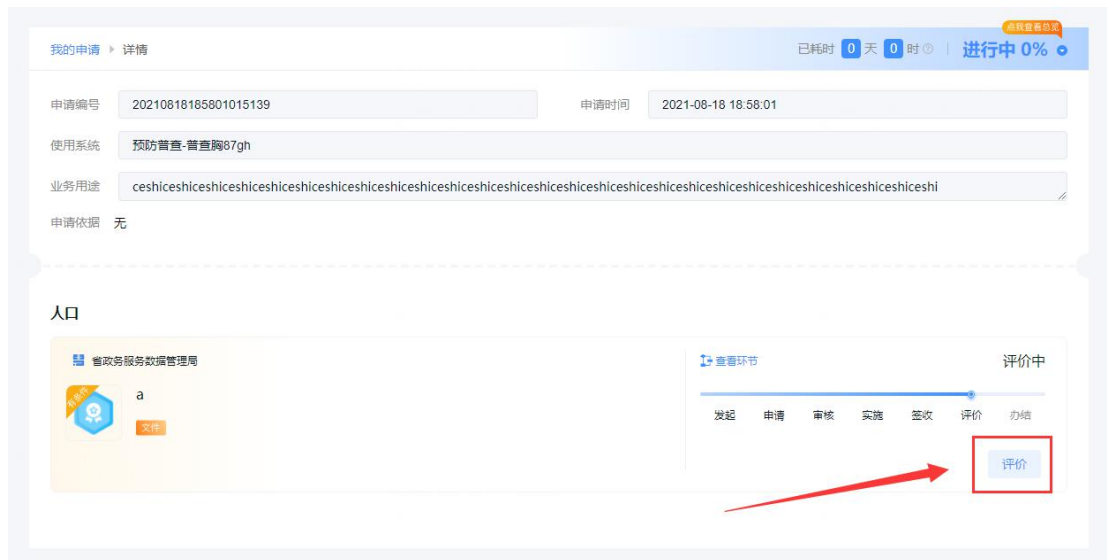 点我查看总览
我的申请 详情 已耗时 0 天 0 时 进行中 0%
申请编号 20210818185801015139 申请时间 2021-08-18 18:58:01
使用系统 预防普查-普查胸87gh
业务用途 ceshiceshiceshiceshiceshiceshiceshiceshiceshiceshiceshiceshiceshiceshiceshiceshiceshiceshiceshiceshiceshiceshi
申请依据 无
人口
省政务服务数据管理局 查看环节 评价中
有条件 a
文件 发起 申请 审核 实施 签收 评价 办结
评价